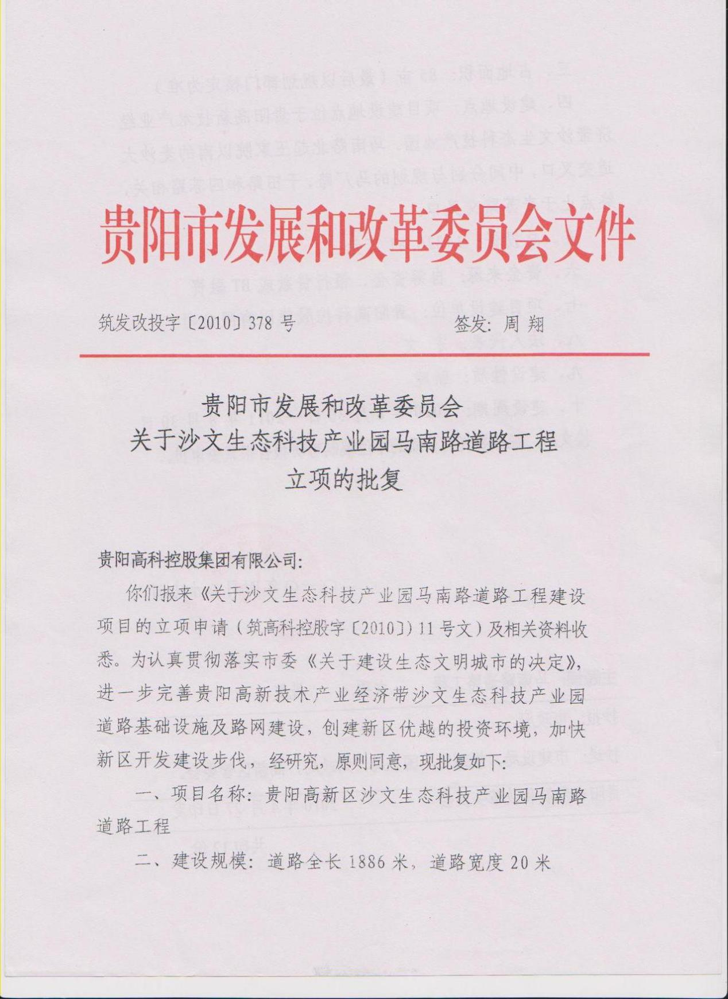 贵阳市发展和改革委员会文件
筑发改投字〔2010〕378 号 签发：周 翔
贵阳市发展和改革委员会
关于沙文生态科技产业园马南路道路工程
立项的批复
贵阳高科控股集团有限公司：
你们报来《关于沙文生态科技产业园马南路道路工程建设
项目的立项申请（筑高科控股字〔2010〕）11 号文）及相关资料收
悉。为认真贯彻落实市委《关于建设生态文明城市的决定》，
进一步完善贵阳高新技术产业经济带沙文生态科技产业园
道路基础设施及路网建设，创建新区优越的投资环境，加快
新区开发建设步伐，经研究，原则同意，现批复如下：
一、项目名称：贵阳高新区沙文生态科技产业园马南路
道路工程
二、建设规模：道路全长 1886 米，道路宽度 20 米